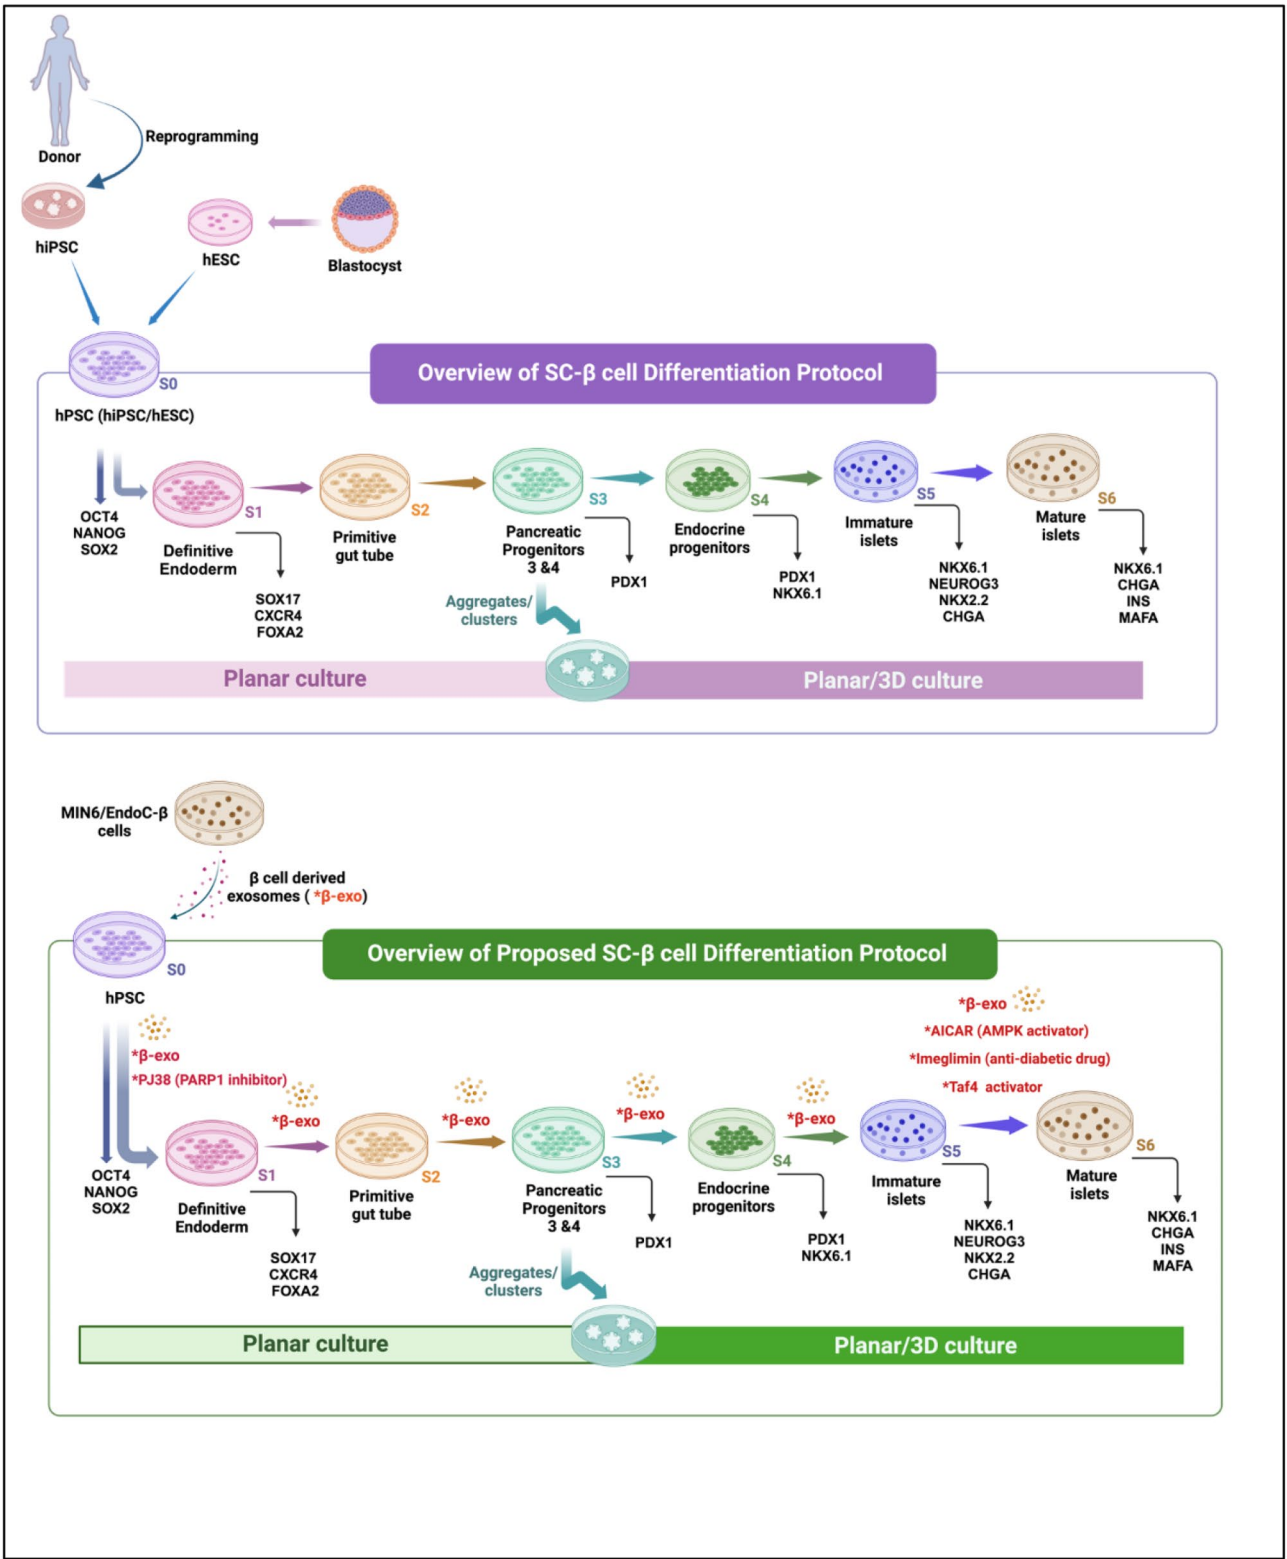 Donor
Reprogramming
hiPSC
hESC
Blastocyst
Overview of SC-β cell Differentiation Protocol
S0
hPSC (hiPSC/hESC)
OCT4
NANOG
SOX2
S1
Definitive
Endoderm
SOX17
CXCR4
FOXA2
S2
Primitive
gut tube
S3
Pancreatic
Progenitors
3 &4
PDX1
Aggregates/
clusters
S4
Endocrine
progenitors
PDX1
NKX6.1
S5
Immature
islets
NKX6.1
NEUROG3
NKX2.2
CHGA
S6
Mature
islets
NKX6.1
CHGA
INS
MAFA
Planar culture
Planar/3D culture
MIN6/EndoC-β
cells
β cell derived
exosomes ( *β-exo)
Overview of Proposed SC-β cell Differentiation Protocol
S0
hPSC
*β-exo
*PJ38 (PARP1 inhibitor)
OCT4
NANOG
SOX2
S1
Definitive
Endoderm
SOX17
CXCR4
FOXA2
*β-exo
S2
Primitive
gut tube
*β-exo
S3
Pancreatic
Progenitors
3 &4
PDX1
Aggregates/
clusters
*β-exo
S4
Endocrine
progenitors
PDX1
NKX6.1
*β-exo
S5
Immature
islets
NKX6.1
NEUROG3
NKX2.2
CHGA
*β-exo
*AICAR (AMPK activator)
*Imeglimin (anti-diabetic drug)
*Taf4 activator
S6
Mature
islets
NKX6.1
CHGA
INS
MAFA
Planar culture
Planar/3D culture